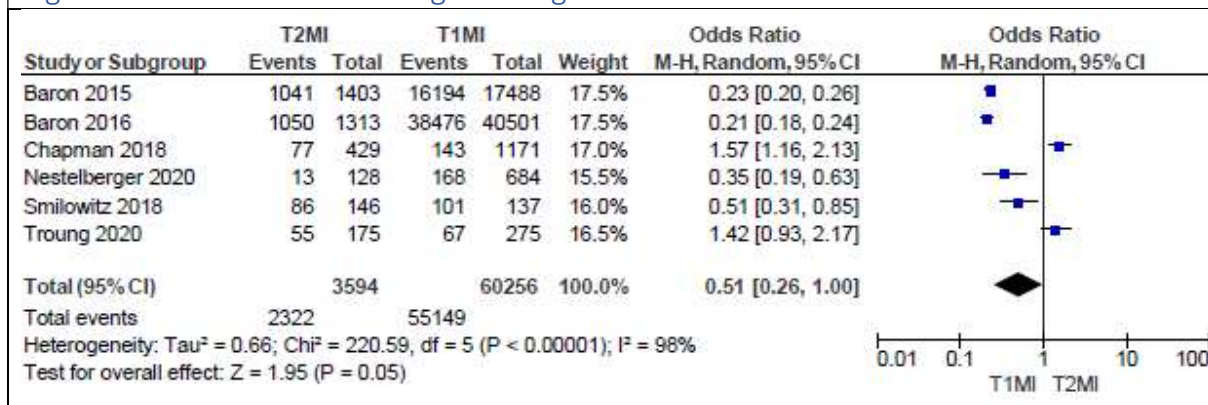 T2MI T1MI Odds Ratio Odds Ratio
Study or Subgroup Events Total Events Total Weight M-H, Random, 95% CI M-H, Random, 95% CI
Baron 2015 1041 1403 16194 17488 17.5% 0.23 [0.20, 0.26]
Baron 2016 1050 1313 38476 40501 17.5% 0.21 [0.18, 0.24]
Chapman 2018 77 429 143 1171 17.0% 1.57 [1.16, 2.13]
Nestelberger 2020 13 128 168 684 15.5% 0.35 [0.19, 0.63]
Smilowitz 2018 86 146 101 137 16.0% 0.51 [0.31, 0.85]
Troung 2020 55 175 67 275 16.5% 1.42 [0.93, 2.17]
Total (95% CI) 3594 60256 100.0% 0.51 [0.26, 1.00]
Total events 2322 55149
Heterogeneity: Tau² = 0.66; Chi² = 220.59, df = 5 (P < 0.00001); I² = 98%
Test for overall effect: Z = 1.95 (P = 0.05)
0.01 0.1 1 10 100
T1MI T2MI